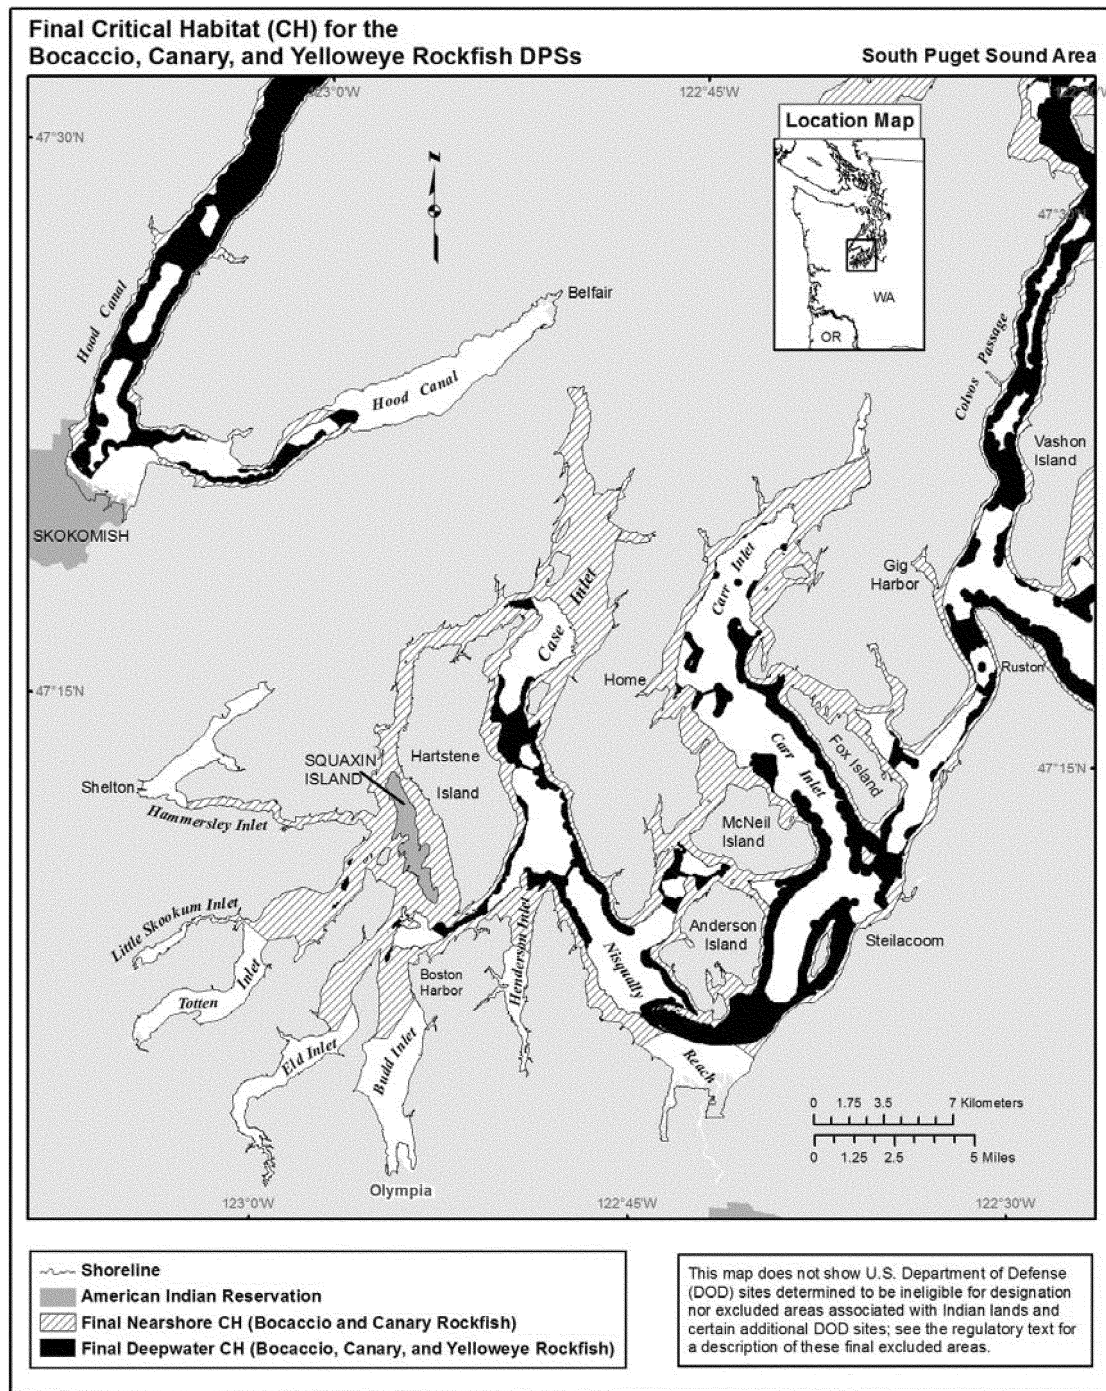 Final Critical Habitat (CH) for the
Bocaccio, Canary, and Yelloweye Rockfish DPSs
South Puget Sound Area
123°0'W
122°45'W
122°30'W
47°30'N
Location Map
WA
OR
47°30'N
N
Hood Canal
Belfair
Hood Canal
Colvos Passage
Vashon
Island
SKOKOMISH
Gig
Harbor
Carr Inlet
Case Inlet
Ruston
Home
47°15'N
Fox Island
Carr Inlet
47°15'N
SQUAXIN
ISLAND
Hartstene
Island
Shelton
Hammersley Inlet
McNeil
Island
Little Skookum Inlet
Anderson
Island
Steilacoom
Totten Inlet
Boston
Harbor
Henderson Inlet
Nisqually Reach
Eld Inlet
Budd Inlet
Olympia
0 1.75 3.5 7 Kilometers
0 1.25 2.5 5 Miles
123°0'W
122°45'W
122°30'W
Shoreline
American Indian Reservation
Final Nearshore CH (Bocaccio and Canary Rockfish)
Final Deepwater CH (Bocaccio, Canary, and Yelloweye Rockfish)
This map does not show U.S. Department of Defense
(DOD) sites determined to be ineligible for designation
nor excluded areas associated with Indian lands and
certain additional DOD sites; see the regulatory text for
a description of these final excluded areas.